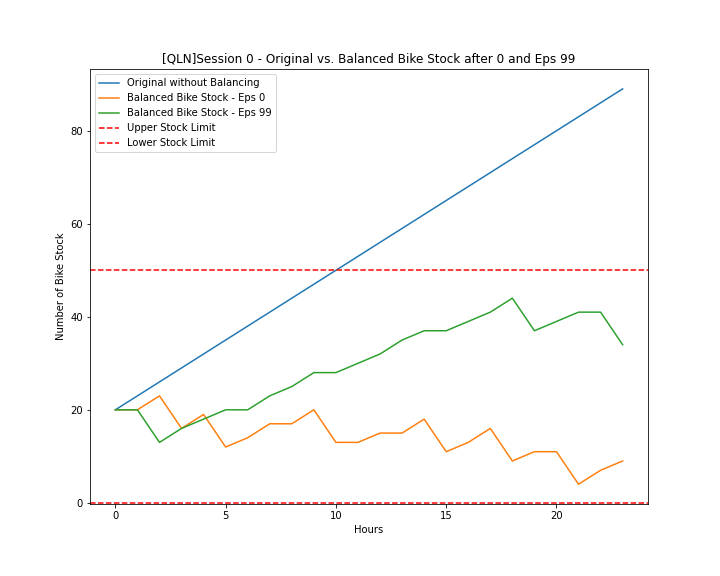 [QLN]Session 0 - Original vs. Balanced Bike Stock after 0 and Eps 99
Original without Balancing
Balanced Bike Stock - Eps 0
Balanced Bike Stock - Eps 99
Upper Stock Limit
Lower Stock Limit
80
60
40
20
0
Number of Bike Stock
0 5 10 15 20
Hours